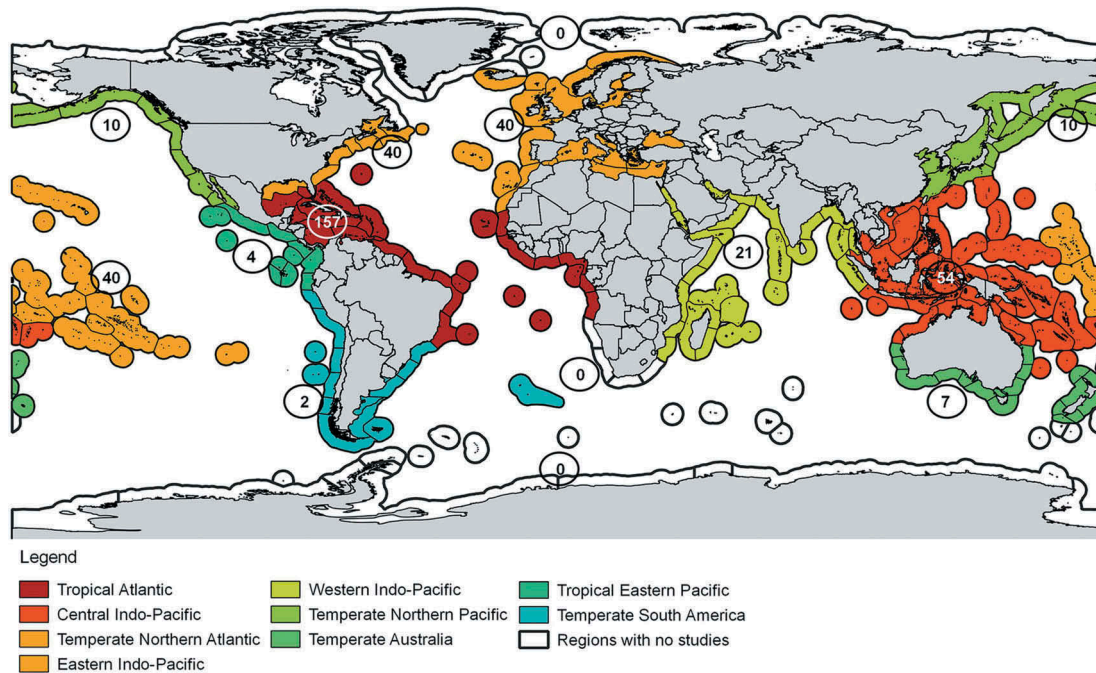 0
10
40
40
10
157
4
21
54
40
2
0
7
0
Legend
Tropical Atlantic
Central Indo-Pacific
Temperate Northern Atlantic
Eastern Indo-Pacific
Western Indo-Pacific
Temperate Northern Pacific
Temperate Australia
Tropical Eastern Pacific
Temperate South America
Regions with no studies